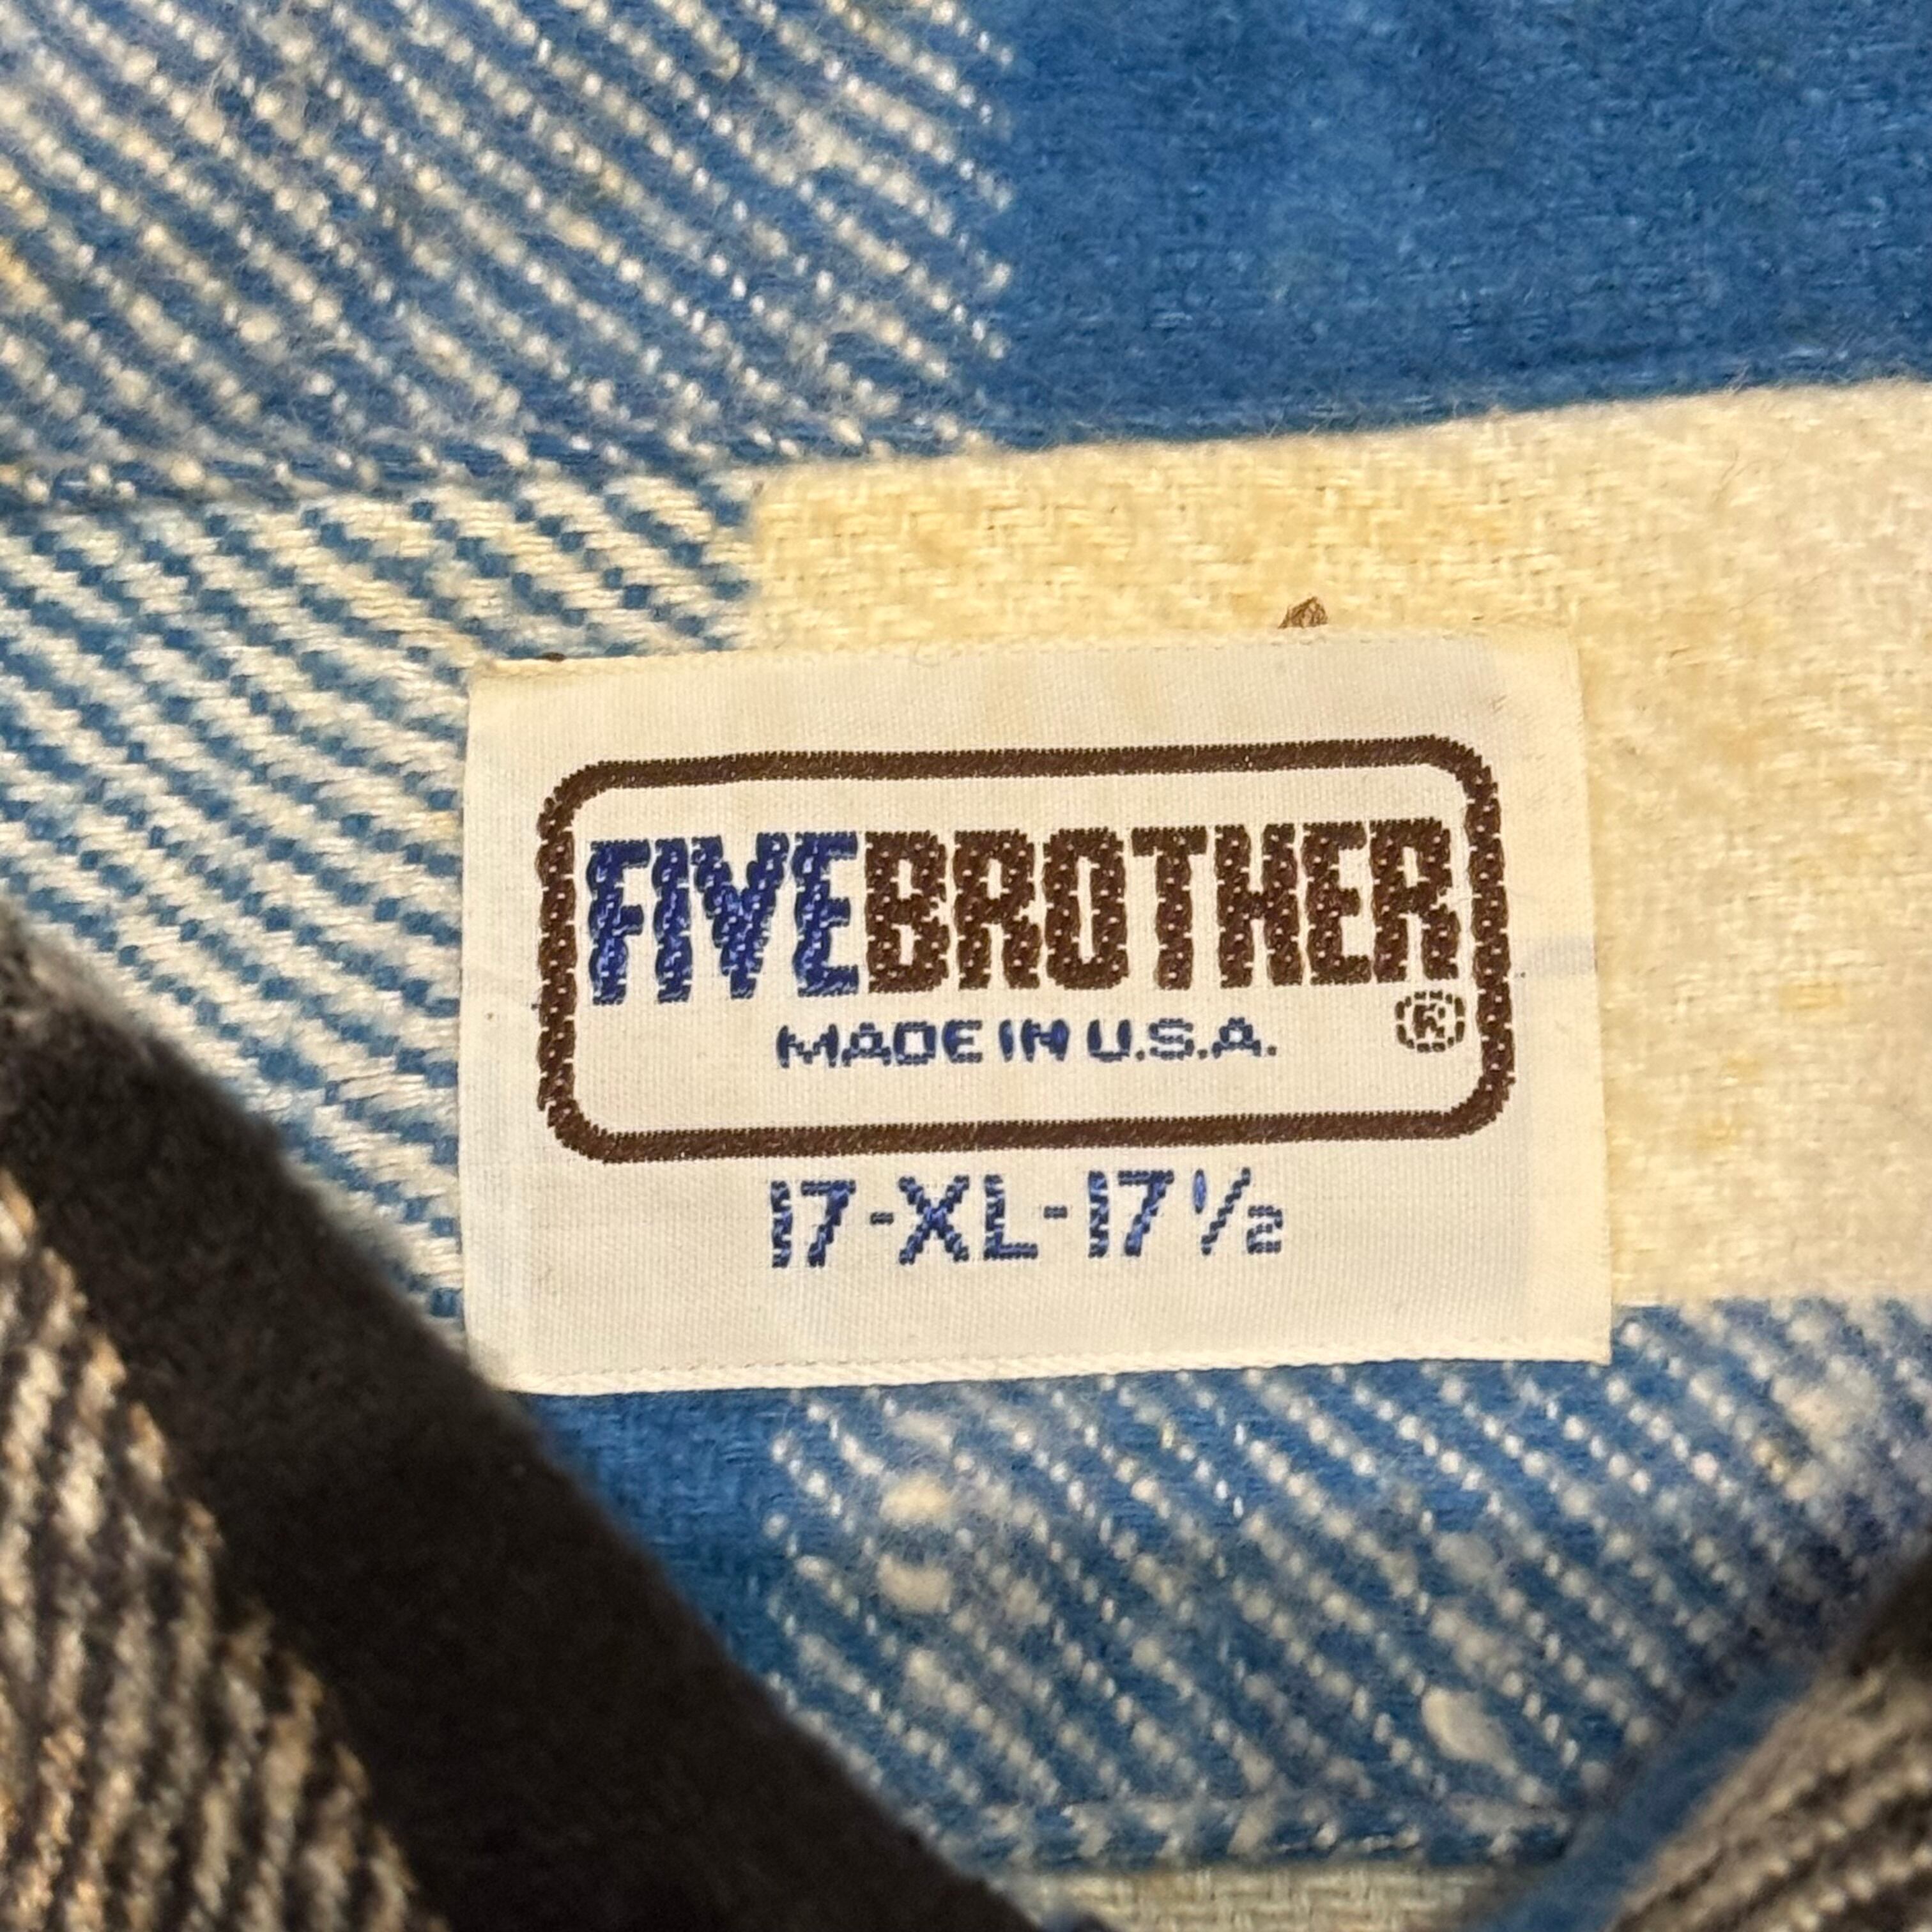 FIVEBROTHER
MADE IN U.S.A. ®
17-XL-17½